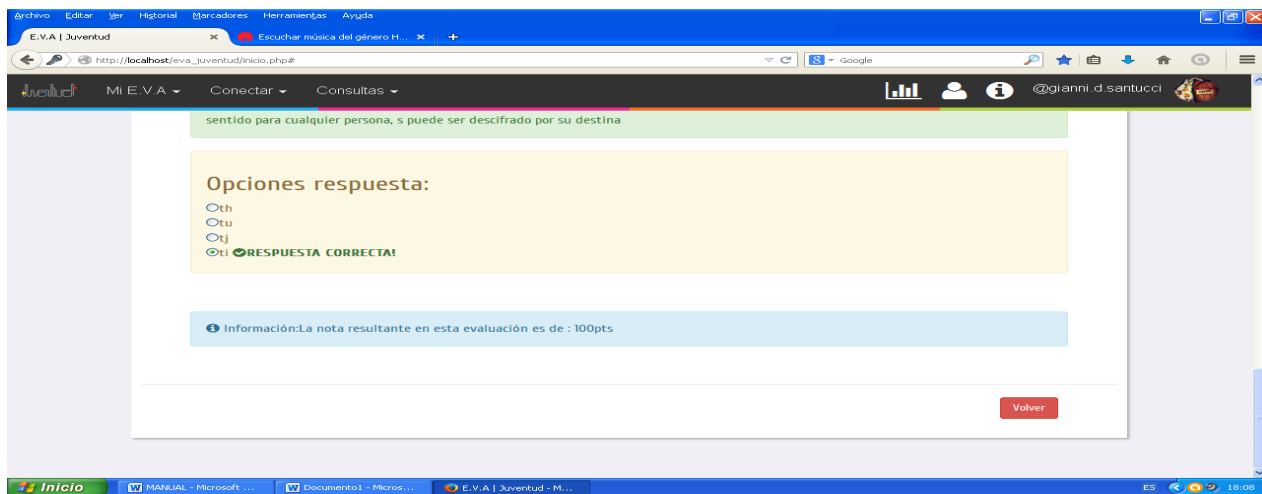 Archivo Editar Ver Historial Marcadores Herramientas Ayuda
E.V.A | Juventud × Escuchar música del género H... × +
http://localhost/eva_juventud/inicio.php# Google
Juventud Mi E.V.A Conectar Consultas @gianni.d.santucci
sentido para cualquier persona, s puede ser descifrado por su destina
Opciones respuesta:
th
tu
tj
ti RESPUESTA CORRECTA!
Información:La nota resultante en esta evaluación es de : 100pts
Volver
Inicio MANUAL - Microsoft ... Documento1 - Micros... E.V.A | Juventud - M... ES 18:08